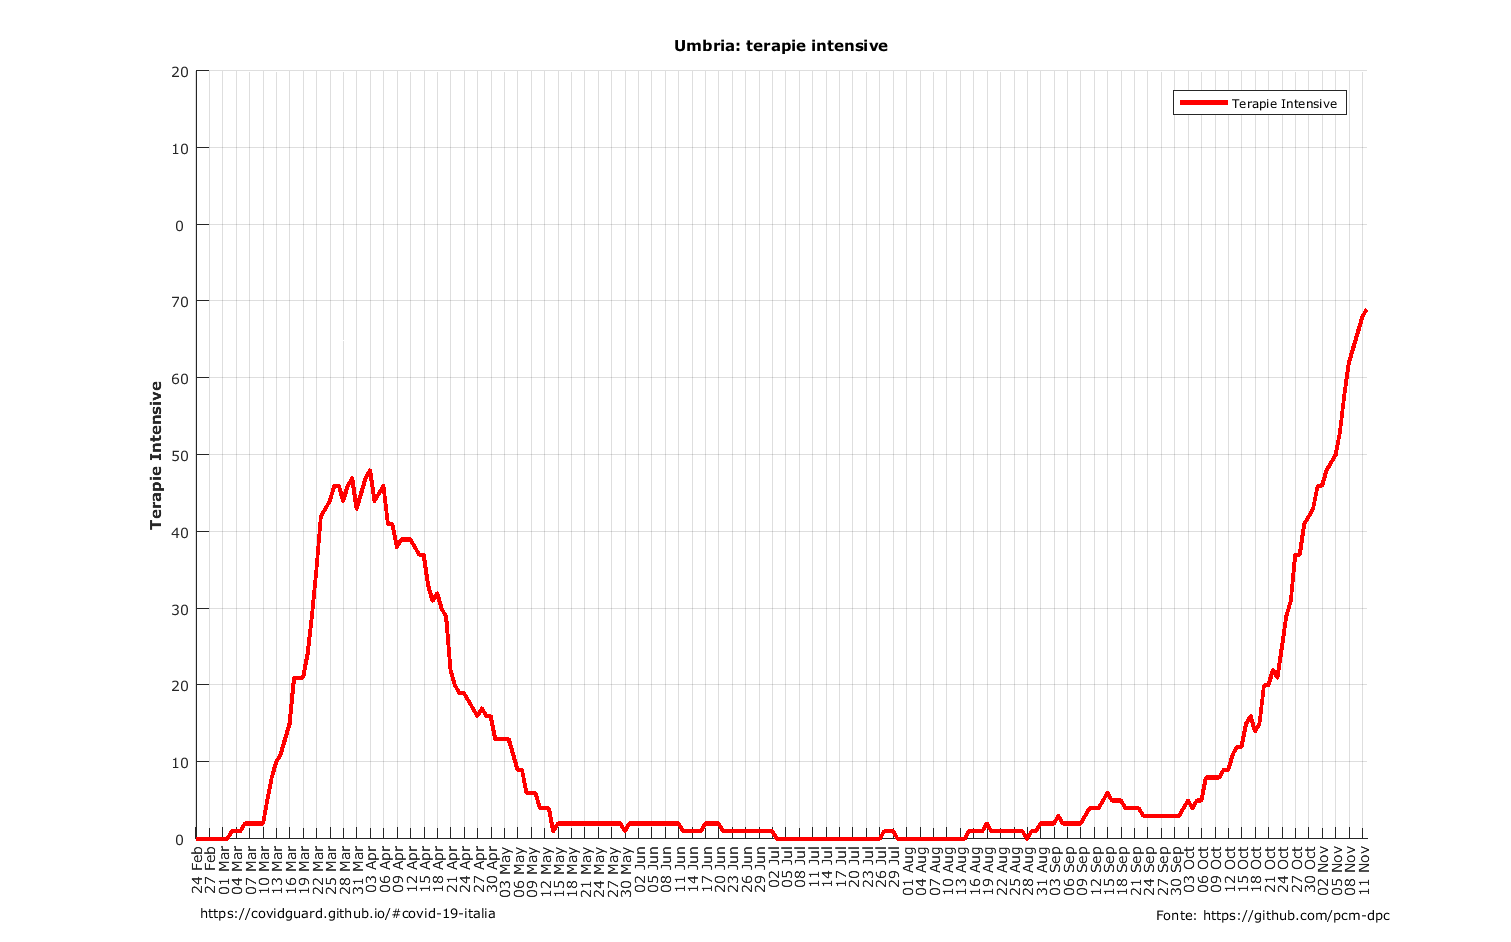 Umbria: terapie intensive
Terapie Intensive
20
10
0
70
60
50
40
30
20
10
0
Terapie Intensive
24 Feb
27 Feb
01 Mar
04 Mar
07 Mar
10 Mar
13 Mar
16 Mar
19 Mar
22 Mar
25 Mar
28 Mar
31 Mar
03 Apr
06 Apr
09 Apr
12 Apr
15 Apr
18 Apr
21 Apr
24 Apr
27 Apr
30 Apr
03 May
06 May
09 May
12 May
15 May
18 May
21 May
24 May
27 May
30 May
02 Jun
05 Jun
08 Jun
11 Jun
14 Jun
17 Jun
20 Jun
23 Jun
26 Jun
29 Jun
02 Jul
05 Jul
08 Jul
11 Jul
14 Jul
17 Jul
20 Jul
23 Jul
26 Jul
29 Jul
01 Aug
04 Aug
07 Aug
10 Aug
13 Aug
16 Aug
19 Aug
22 Aug
25 Aug
28 Aug
31 Aug
03 Sep
06 Sep
09 Sep
12 Sep
15 Sep
18 Sep
21 Sep
24 Sep
27 Sep
30 Sep
03 Oct
06 Oct
09 Oct
12 Oct
15 Oct
18 Oct
21 Oct
24 Oct
27 Oct
30 Oct
02 Nov
05 Nov
08 Nov
11 Nov
https://covidguard.github.io/#covid-19-italia
Fonte: https://github.com/pcm-dpc